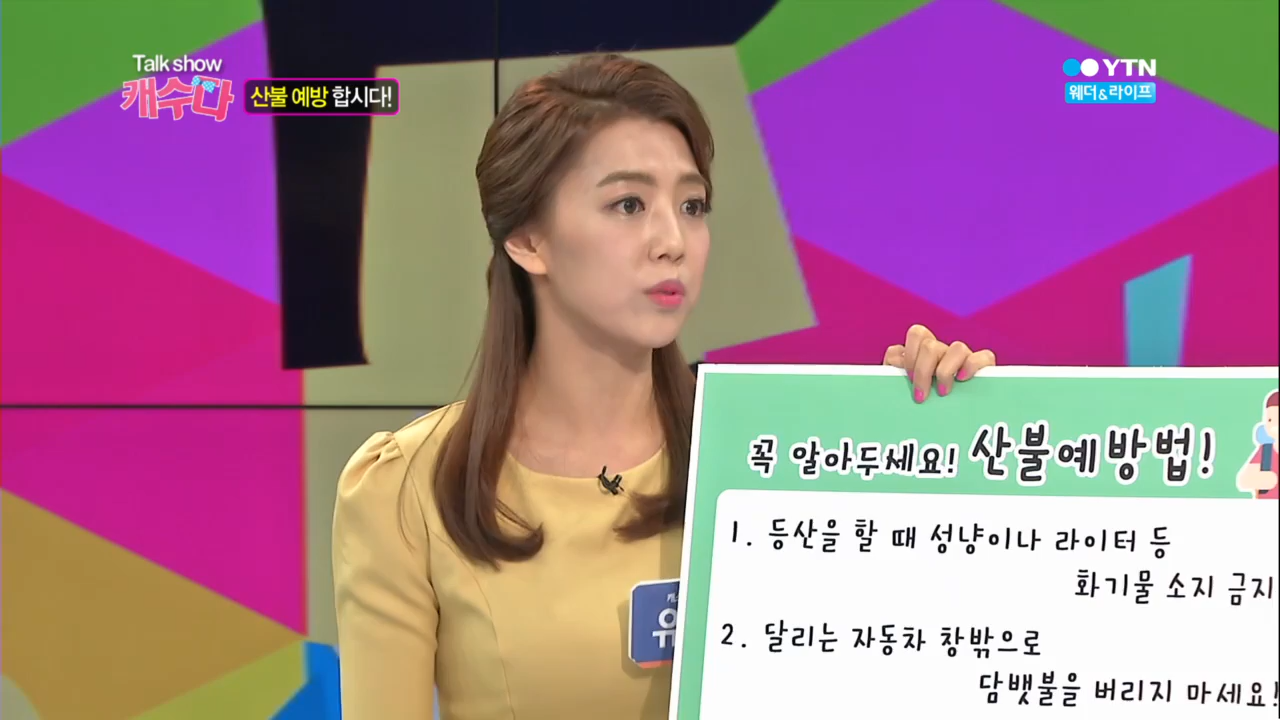 Talk show
캐수다
산불 예방 합시다!
YTN
웨더&라이프
꼭 알아두세요! 산불예방법!
1. 등산을 할 때 성냥이나 라이터 등
화기물 소지 금지
2. 달리는 자동차 창밖으로
담뱃불을 버리지 마세요!